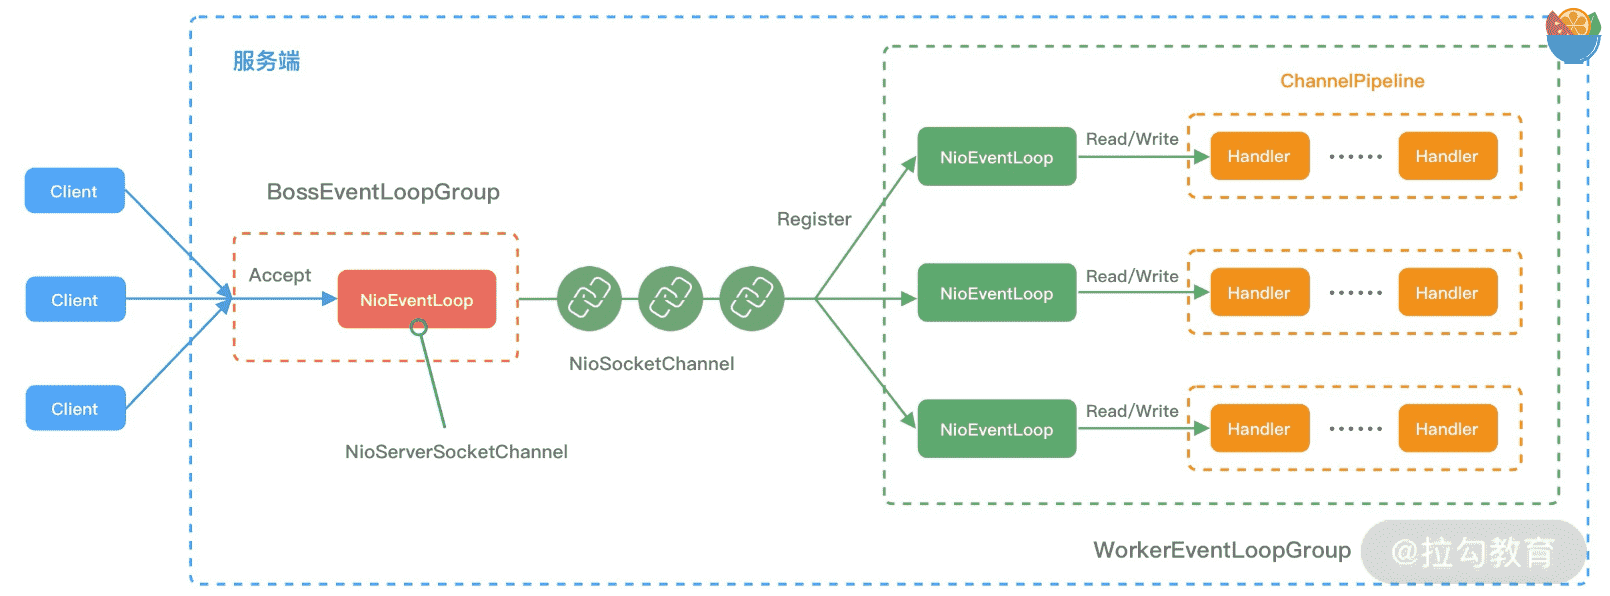 服务端
ChannelPipeline
Client
Client
Client
BossEventLoopGroup
Accept
NioEventLoop
NioServerSocketChannel
NioSocketChannel
Register
NioEventLoop
Read/Write
Handler
······
Handler
NioEventLoop
Read/Write
Handler
······
Handler
NioEventLoop
Read/Write
Handler
······
Handler
WorkerEventLoopGroup
@拉勾教育